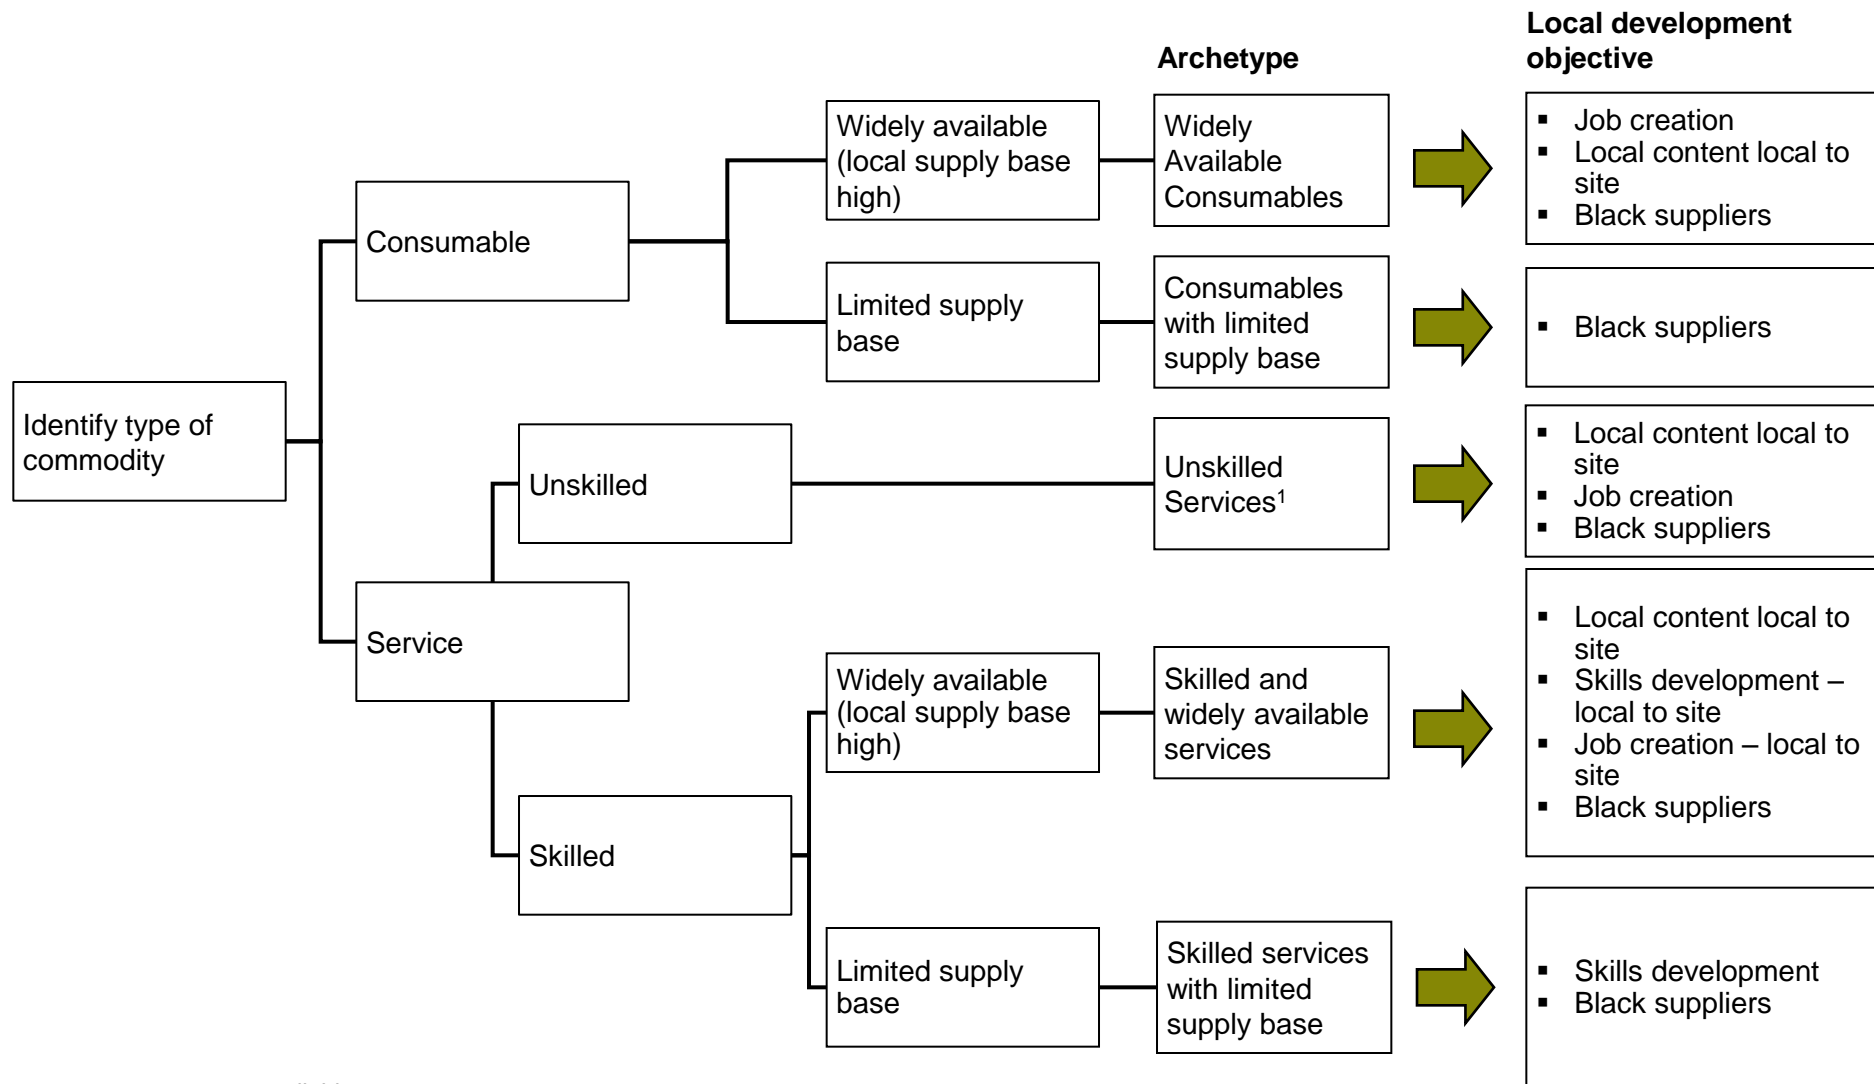 Local development
objective
Archetype
Widely available
(local supply base
high)
Widely
Available
Consumables
▪ Job creation
▪ Local content local to
site
▪ Black suppliers
Consumable
Limited supply
base
Consumables
with limited
supply base
▪ Black suppliers
Identify type of
commodity
Unskilled
Unskilled
Services¹
▪ Local content local to
site
▪ Job creation
▪ Black suppliers
Service
Widely available
(local supply base
high)
Skilled and
widely available
services
▪ Local content local to
site
▪ Skills development –
local to site
▪ Job creation – local to
site
▪ Black suppliers
Skilled
Limited supply
base
Skilled services
with limited
supply base
▪ Skills development
▪ Black suppliers